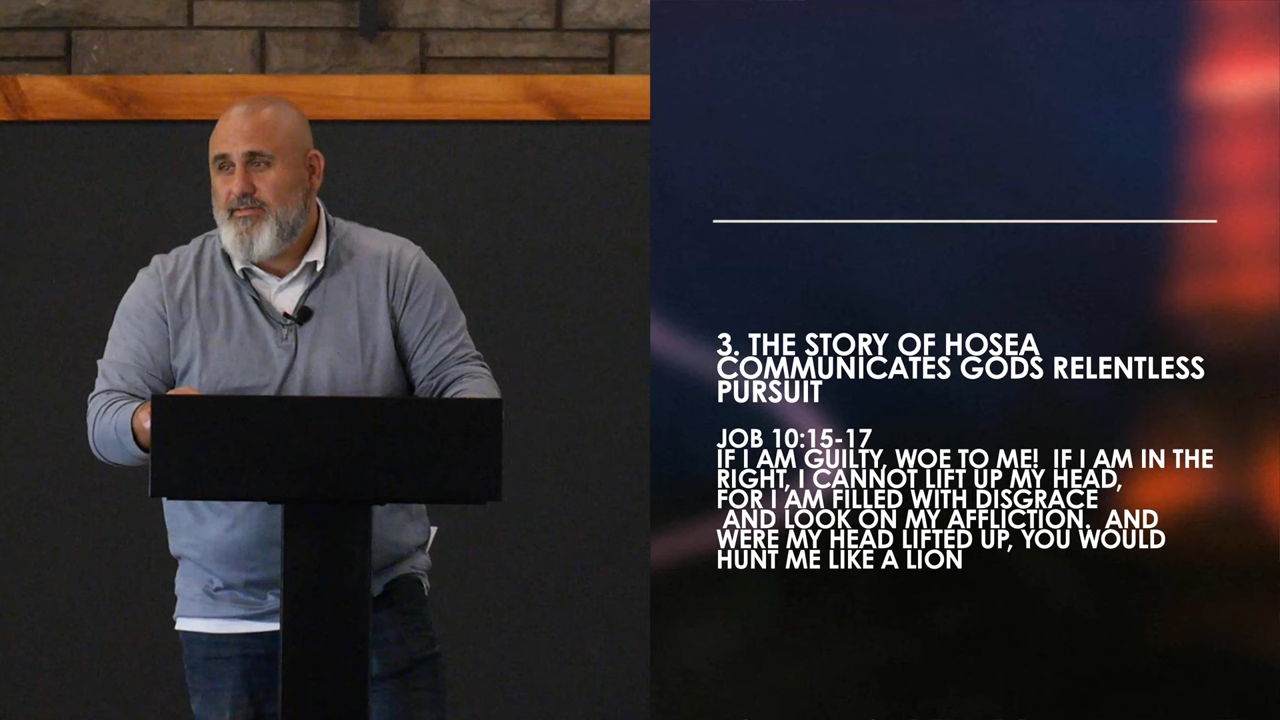 3. THE STORY OF HOSEA
COMMUNICATES GODS RELENTLESS
PURSUIT
JOB 10:15-17
IF I AM GUILTY, WOE TO ME!  IF I AM IN THE
RIGHT, I CANNOT LIFT UP MY HEAD,
FOR I AM FILLED WITH DISGRACE
AND LOOK ON MY AFFLICTION.  AND
WERE MY HEAD LIFTED UP, YOU WOULD
HUNT ME LIKE A LION